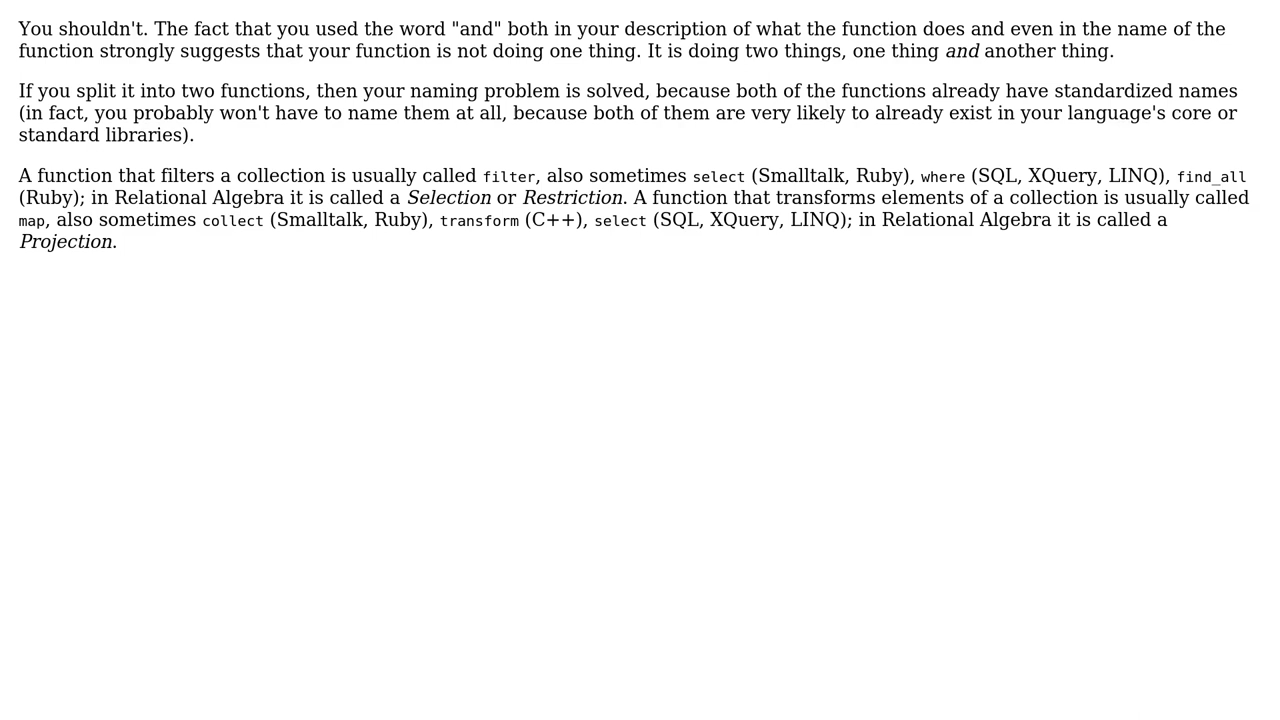 You shouldn't. The fact that you used the word "and" both in your description of what the function does and even in the name of the
function strongly suggests that your function is not doing one thing. It is doing two things, one thing and another thing.
If you split it into two functions, then your naming problem is solved, because both of the functions already have standardized names
(in fact, you probably won't have to name them at all, because both of them are very likely to already exist in your language's core or
standard libraries).
A function that filters a collection is usually called filter, also sometimes select (Smalltalk, Ruby), where (SQL, XQuery, LINQ), find_all
(Ruby); in Relational Algebra it is called a Selection or Restriction. A function that transforms elements of a collection is usually called
map, also sometimes collect (Smalltalk, Ruby), transform (C++), select (SQL, XQuery, LINQ); in Relational Algebra it is called a
Projection.